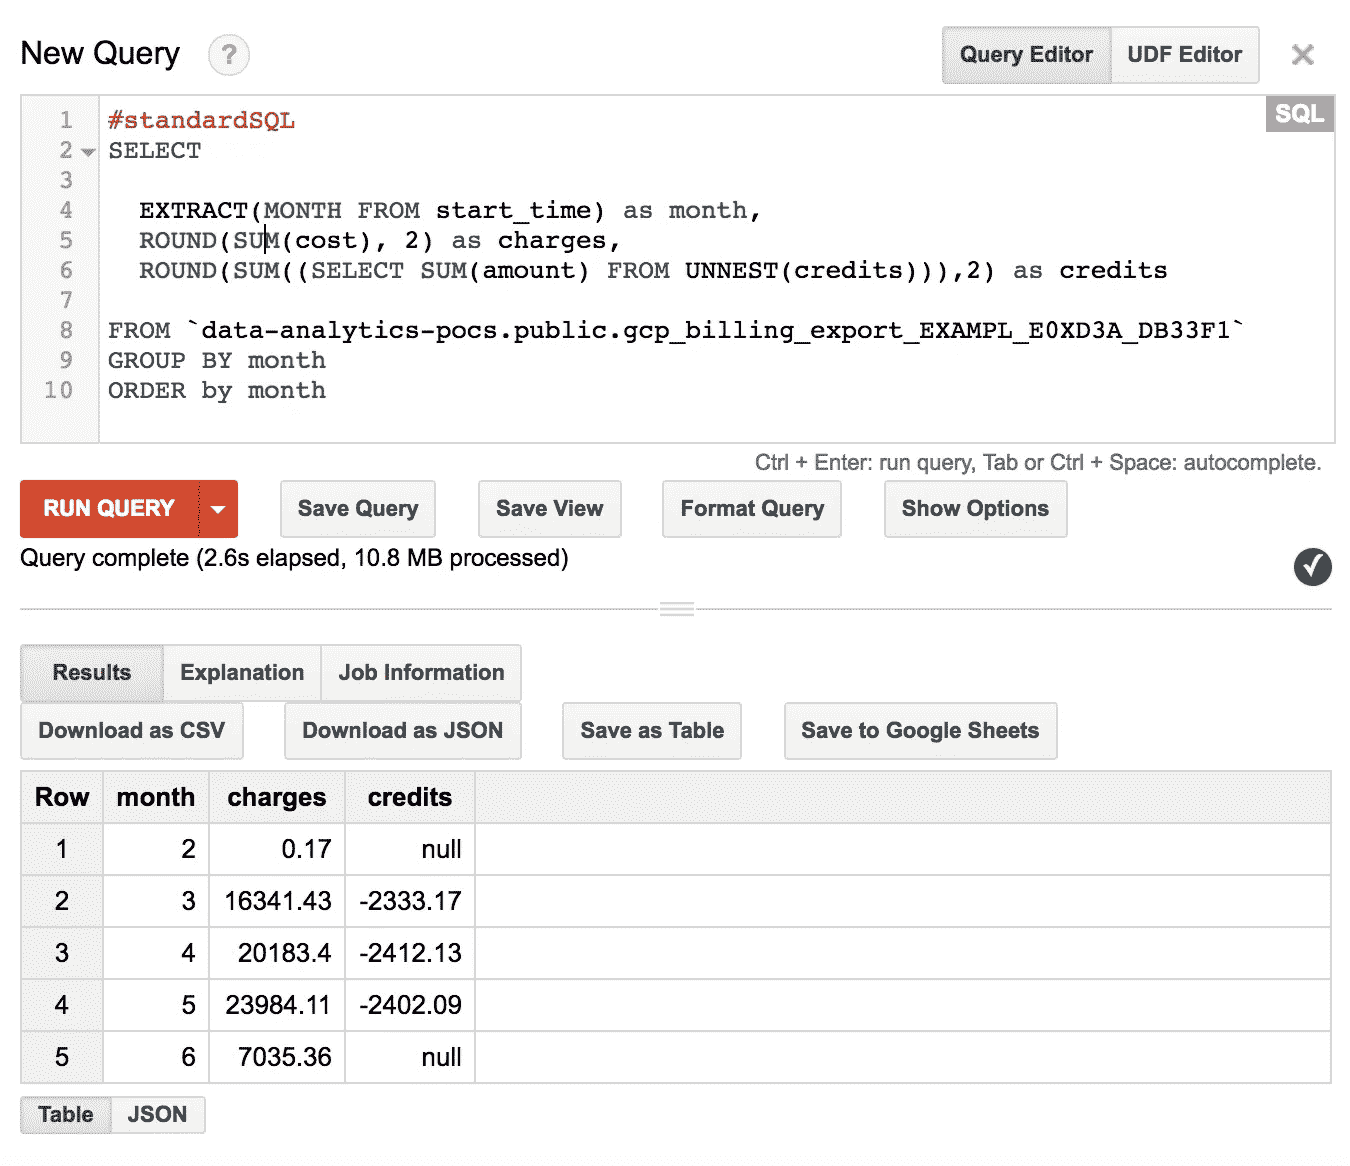 New Query ? Query Editor UDF Editor ×
SQL
1 #standardSQL
2 SELECT
3
4 EXTRACT(MONTH FROM start_time) as month,
5 ROUND(SUM(cost), 2) as charges,
6 ROUND(SUM((SELECT SUM(amount) FROM UNNEST(credits))),2) as credits
7
8 FROM `data-analytics-pocs.public.gcp_billing_export_EXAMPL_E0XD3A_DB33F1`
9 GROUP BY month
10 ORDER by month
Ctrl + Enter: run query, Tab or Ctrl + Space: autocomplete.
RUN QUERY Save Query Save View Format Query Show Options
Query complete (2.6s elapsed, 10.8 MB processed)
Results Explanation Job Information
Download as CSV Download as JSON Save as Table Save to Google Sheets
Row month charges credits
1 2 0.17 null
2 3 16341.43 -2333.17
3 4 20183.4 -2412.13
4 5 23984.11 -2402.09
5 6 7035.36 null
Table JSON